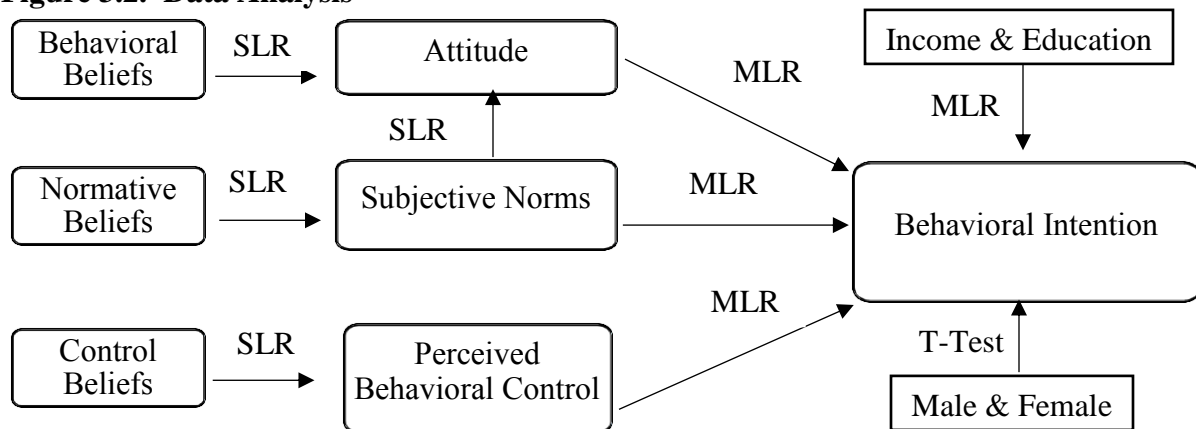 Figure 3.2. Data Analysis
Behavioral
Beliefs
SLR
Attitude
MLR
Income & Education
MLR
SLR
Normative
Beliefs
SLR
Subjective Norms
MLR
Behavioral Intention
Control
Beliefs
SLR
Perceived
Behavioral Control
MLR
T-Test
Male & Female